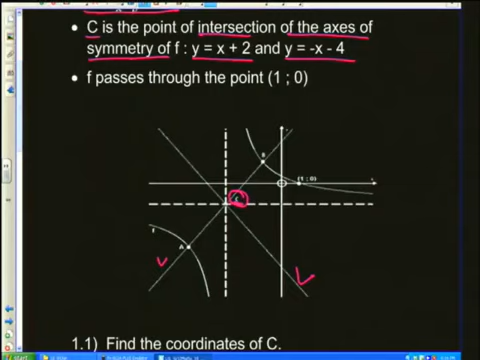 • C is the point of intersection of the axes of
symmetry of f : y = x + 2 and y = -x - 4
• f passes through the point (1 ; 0)
(1 ; 0)
A
1.1) Find the coordinates of C.
start